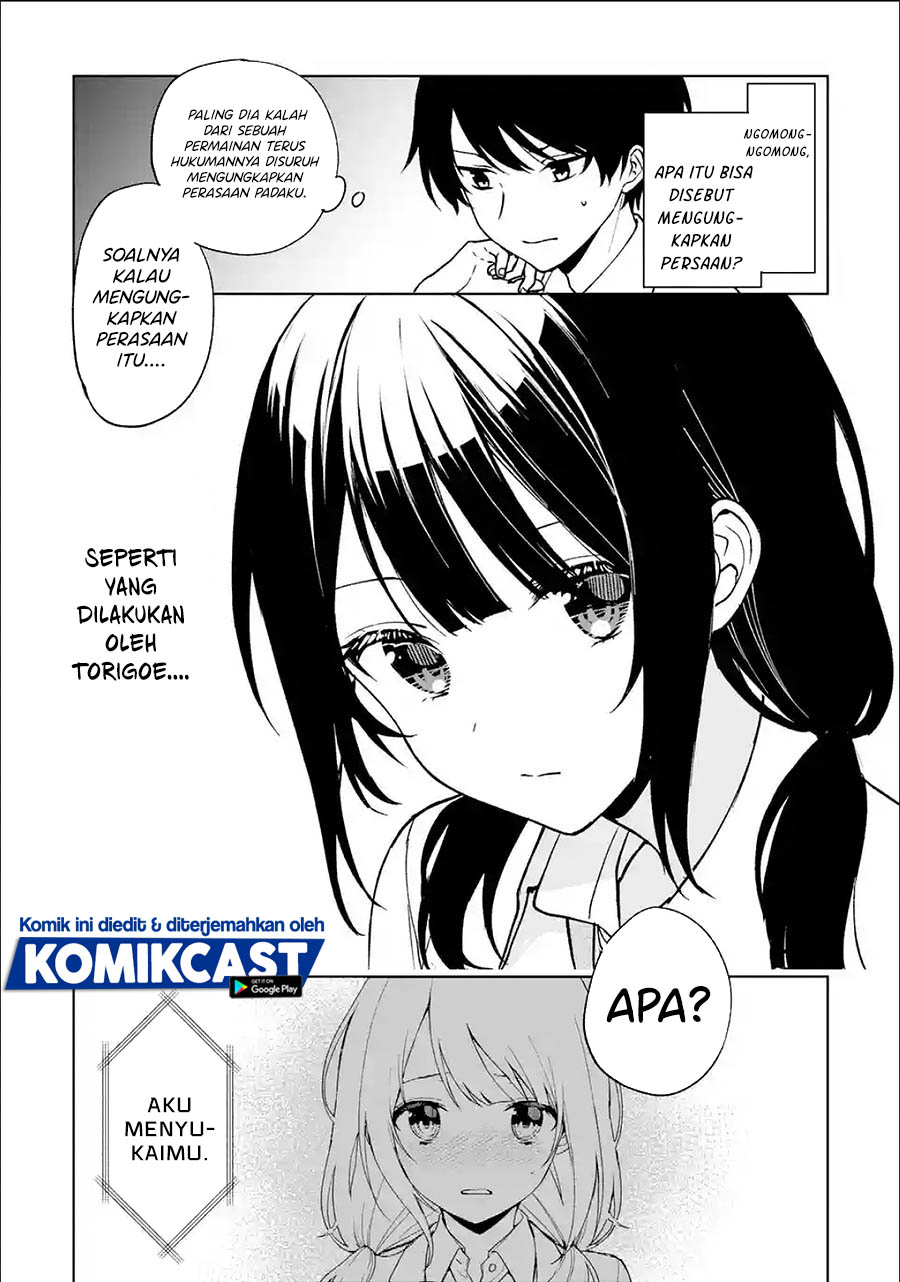 NGOMONG-
NGOMONG,
APA ITU BISA
DISEBUT
MENGUNG-
KAPKAN
PERSAAN?
PALING DIA KALAH
DARI SEBUAH
PERMAINAN TERUS
HUKUMANNYA DISURUH
MENGUNGKAPKAN
PERASAAN PADAKU.
SOALNYA
KALAU
MENGUNG-
KAPKAN
PERASAAN
ITU....
SEPERTI
YANG
DILAKUKAN
OLEH
TORIGOE....
APA?
AKU
MENYU-
KAIMU.
Komik ini diedit & diterjemahkan oleh
KOMIKCAST
GET IT ON
Google Play